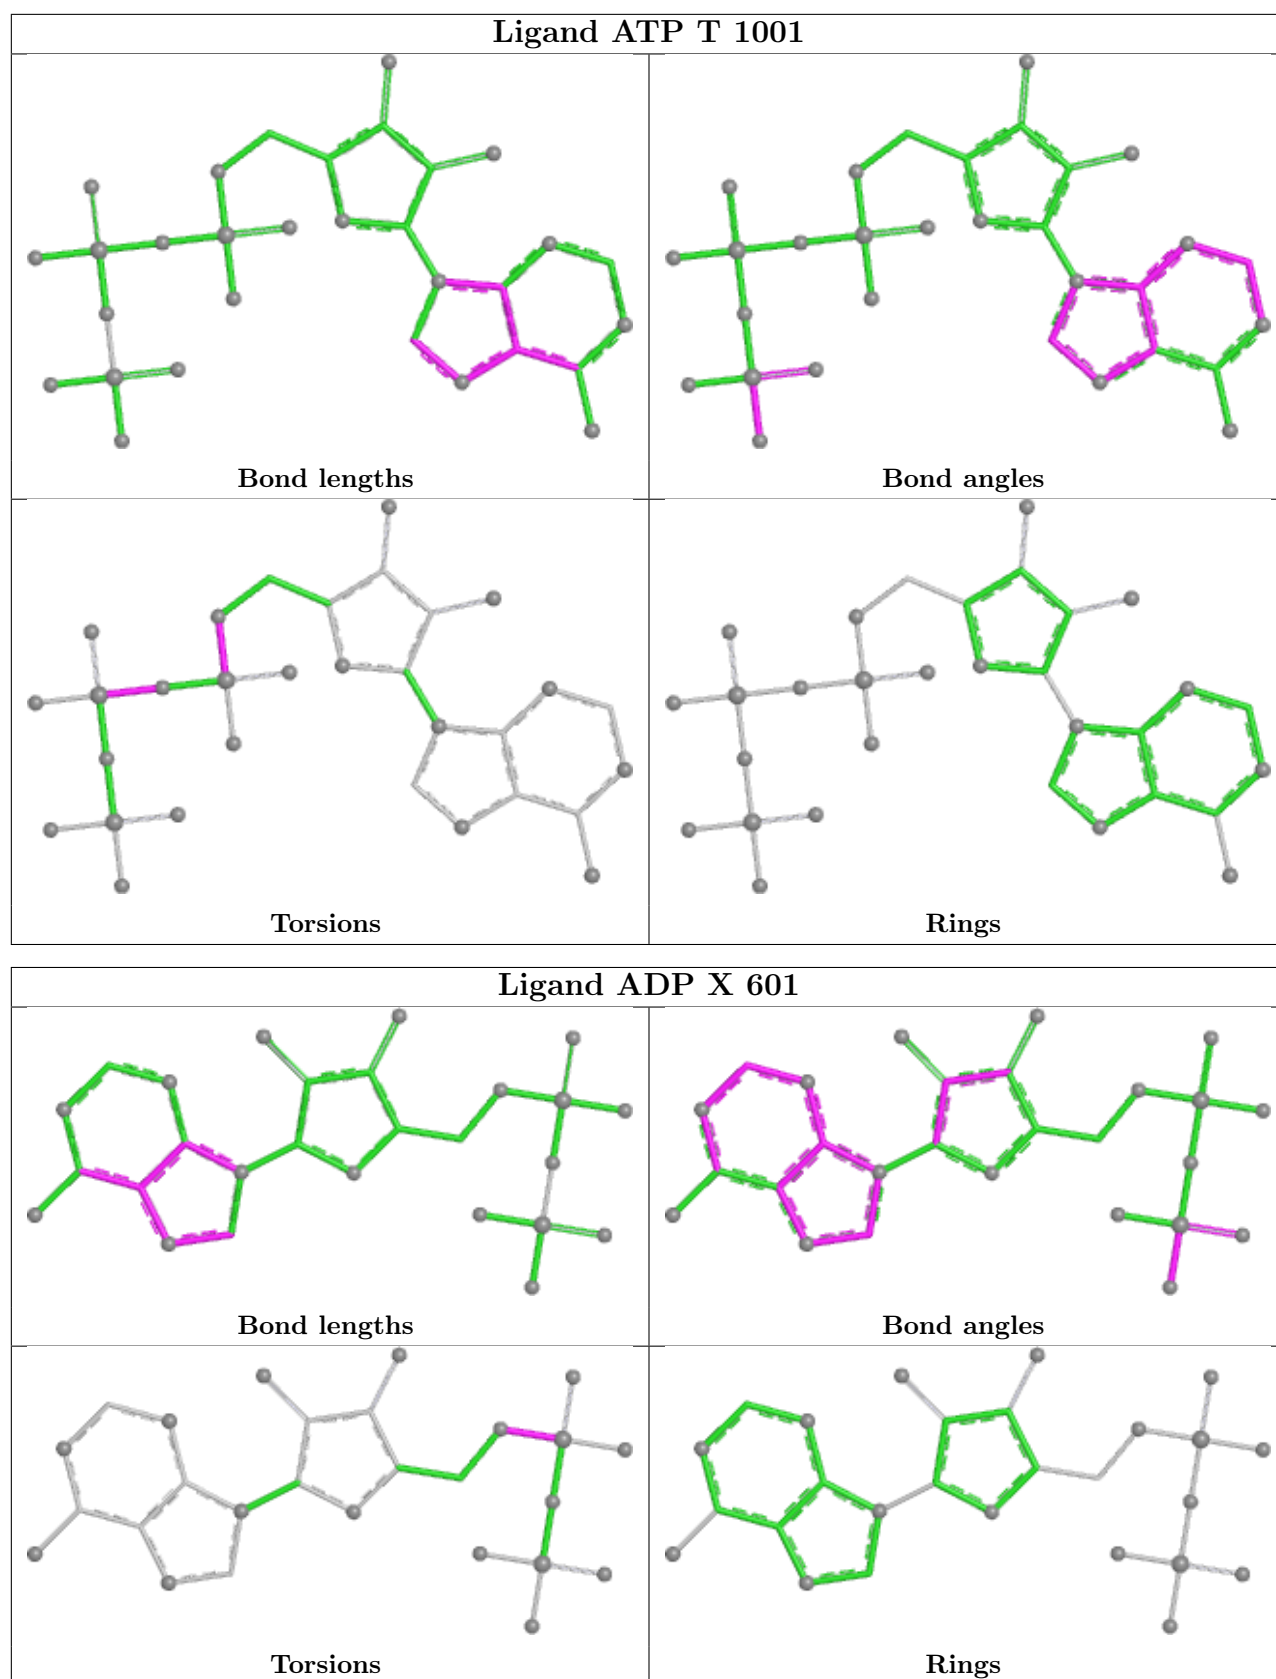 Ligand ATP T 1001
Bond lengths
Bond angles
Torsions
Rings
Ligand ADP X 601
Bond lengths
Bond angles
Torsions
Rings